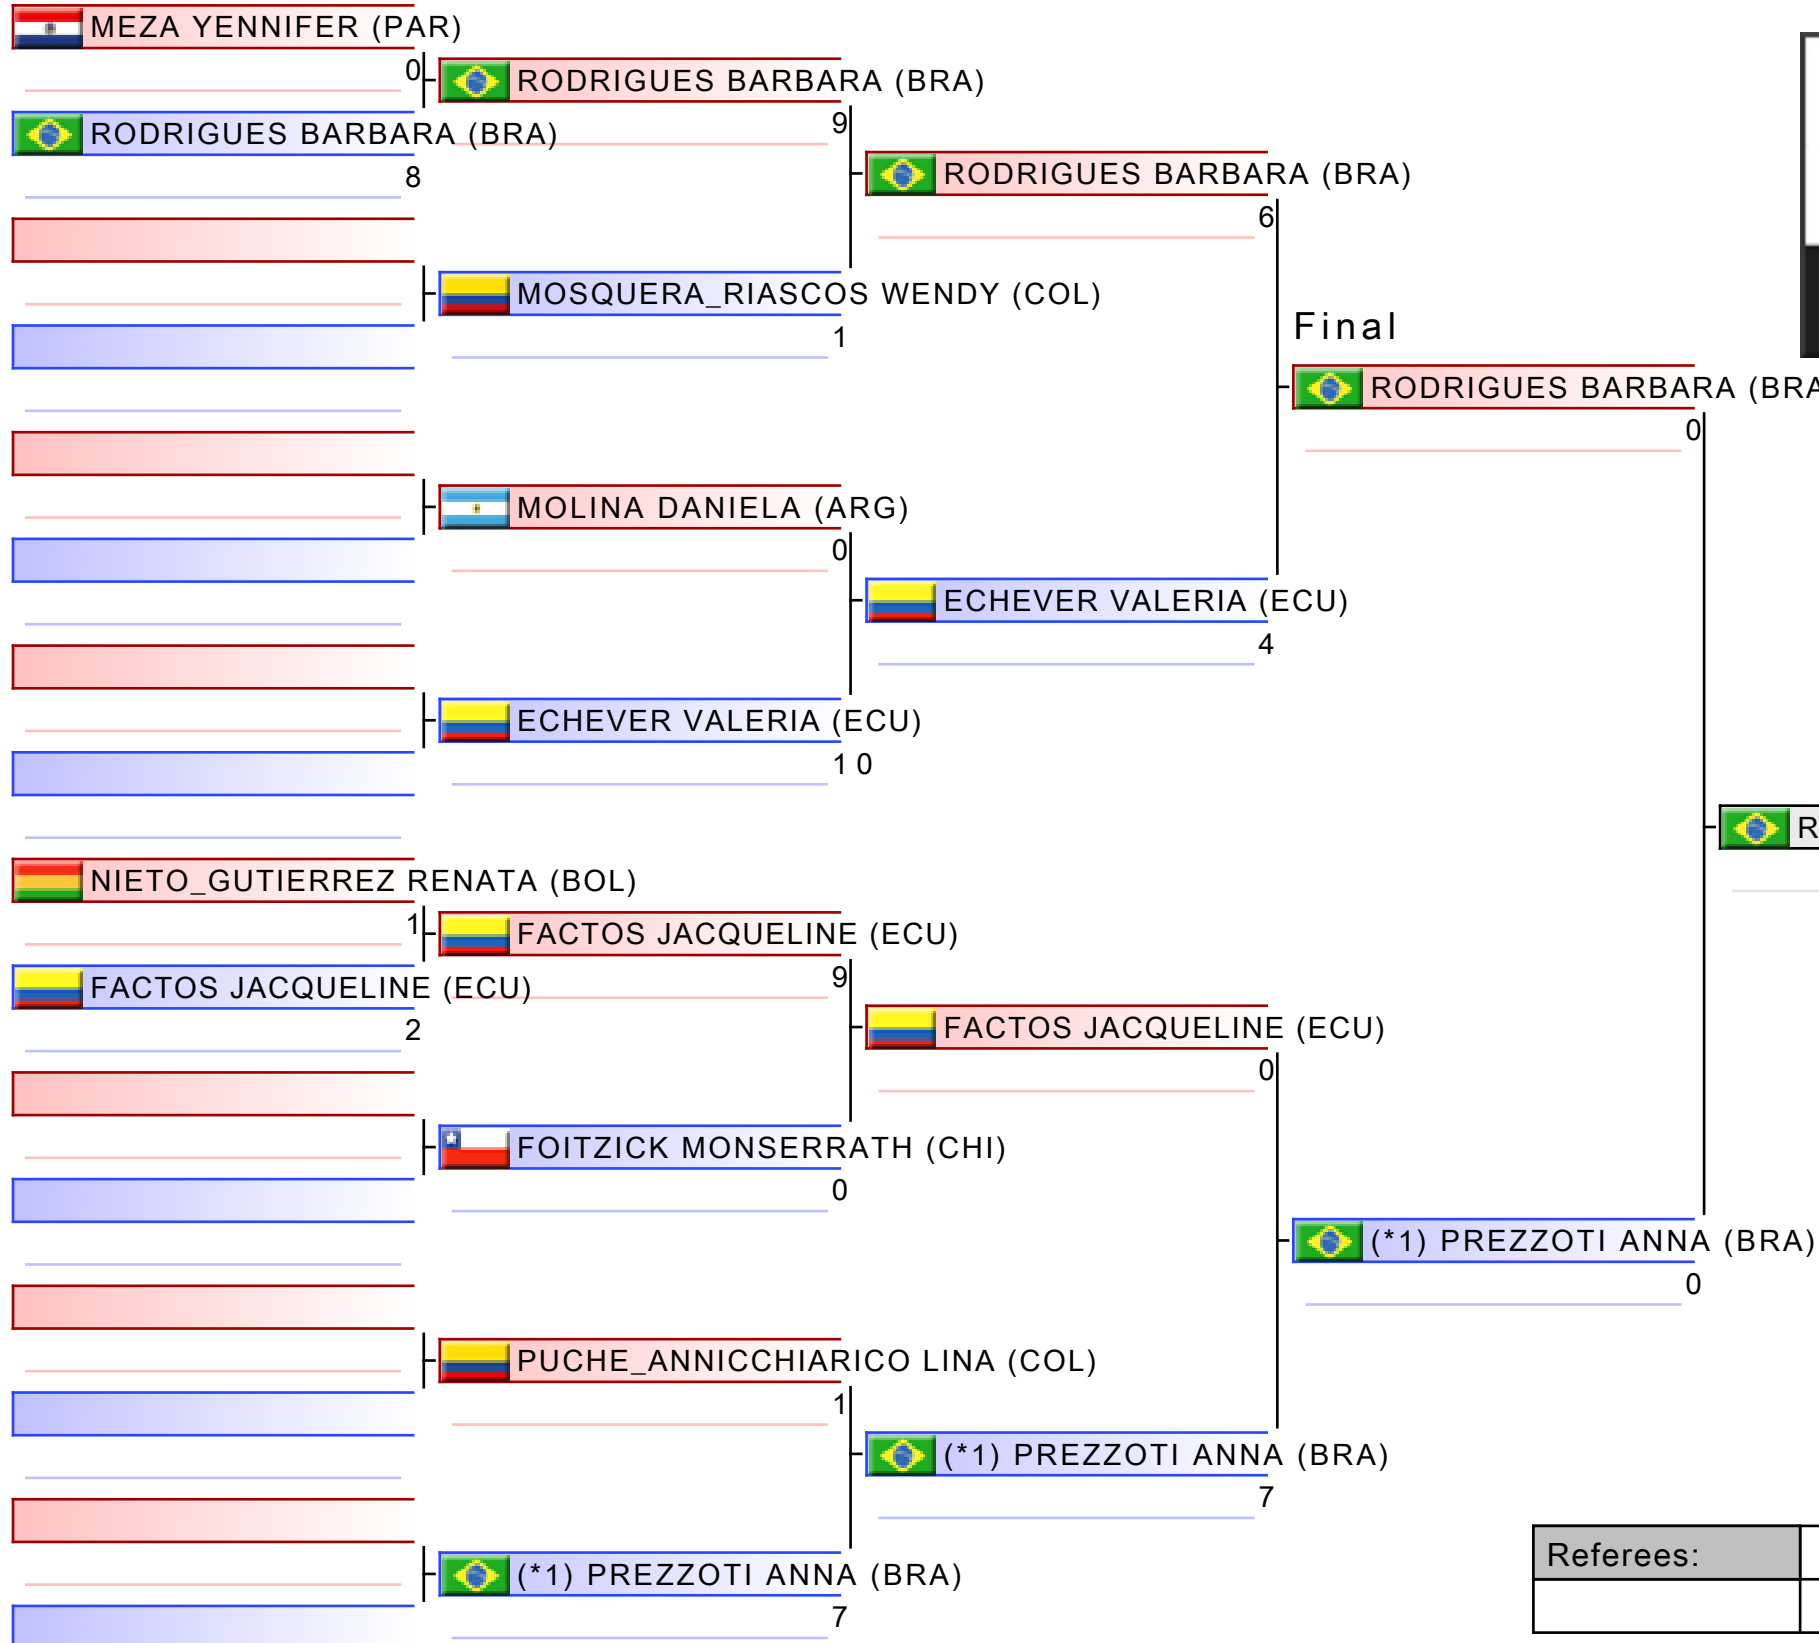 MEZA YENNIFER (PAR)
0
RODRIGUES BARBARA (BRA)
8
RODRIGUES BARBARA (BRA)
9
MOSQUERA_RIASCOS WENDY (COL)
1
MOLINA DANIELA (ARG)
0
ECHEVER VALERIA (ECU)
10
RODRIGUES BARBARA (BRA)
6
ECHEVER VALERIA (ECU)
4
Final
RODRIGUES BARBARA (BRA
0
NIETO_GUTIERREZ RENATA (BOL)
1
FACTOS JACQUELINE (ECU)
2
FACTOS JACQUELINE (ECU)
9
FOITZICK MONSERRATH (CHI)
0
PUCHE_ANNICCHIARICO LINA (COL)
1
(*1) PREZZOTI ANNA (BRA)
7
FACTOS JACQUELINE (ECU)
0
(*1) PREZZOTI ANNA (BRA)
7
(*1) PREZZOTI ANNA (BRA)
0
R
Referees: